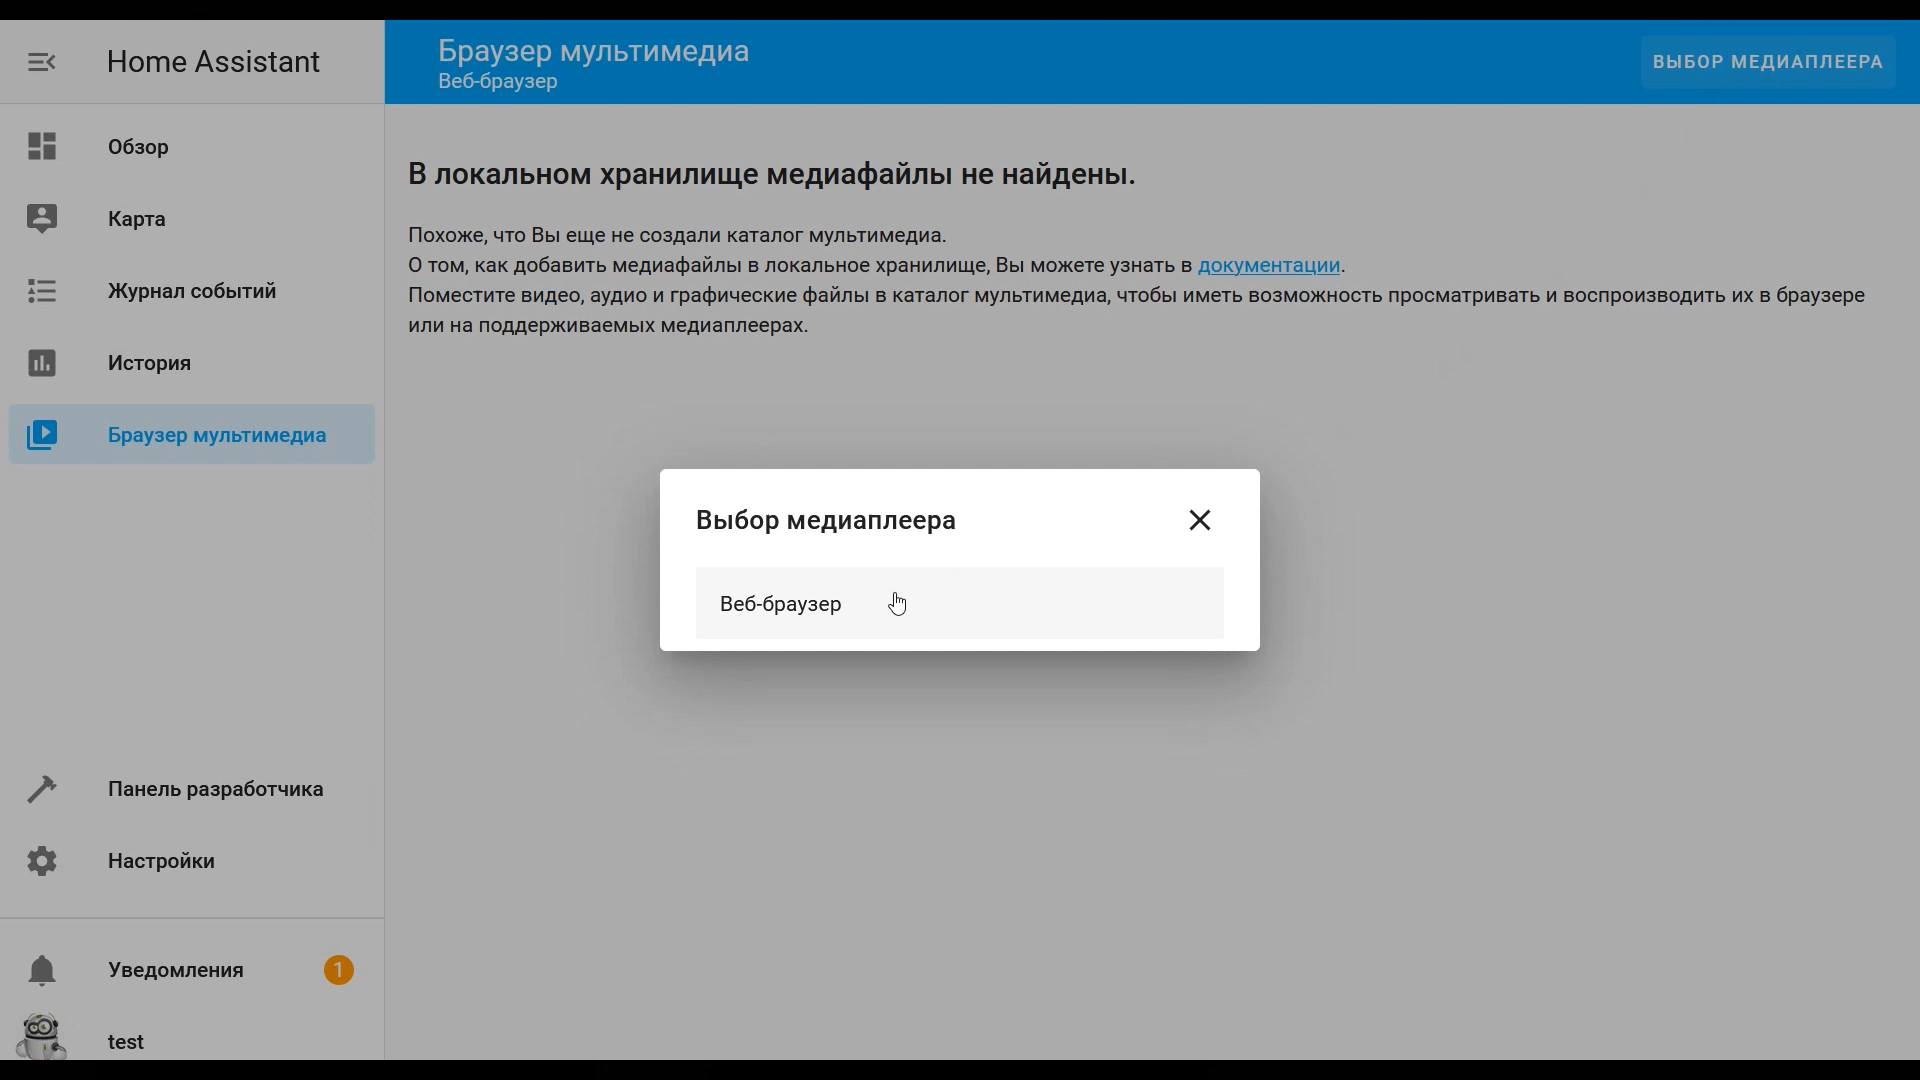 Home Assistant
Браузер мультимедиа
Веб-браузер
ВЫБОР МЕДИАПЛЕЕРА
Обзор
Карта
Журнал событий
История
Браузер мультимедиа
Панель разработчика
Настройки
Уведомления 1
test
В локальном хранилище медиафайлы не найдены.
Похоже, что Вы еще не создали каталог мультимедиа.
О том, как добавить медиафайлы в локальное хранилище, Вы можете узнать в документации.
Поместите видео, аудио и графические файлы в каталог мультимедиа, чтобы иметь возможность просматривать и воспроизводить их в браузере
или на поддерживаемых медиаплеерах.
Выбор медиаплеера
Веб-браузер